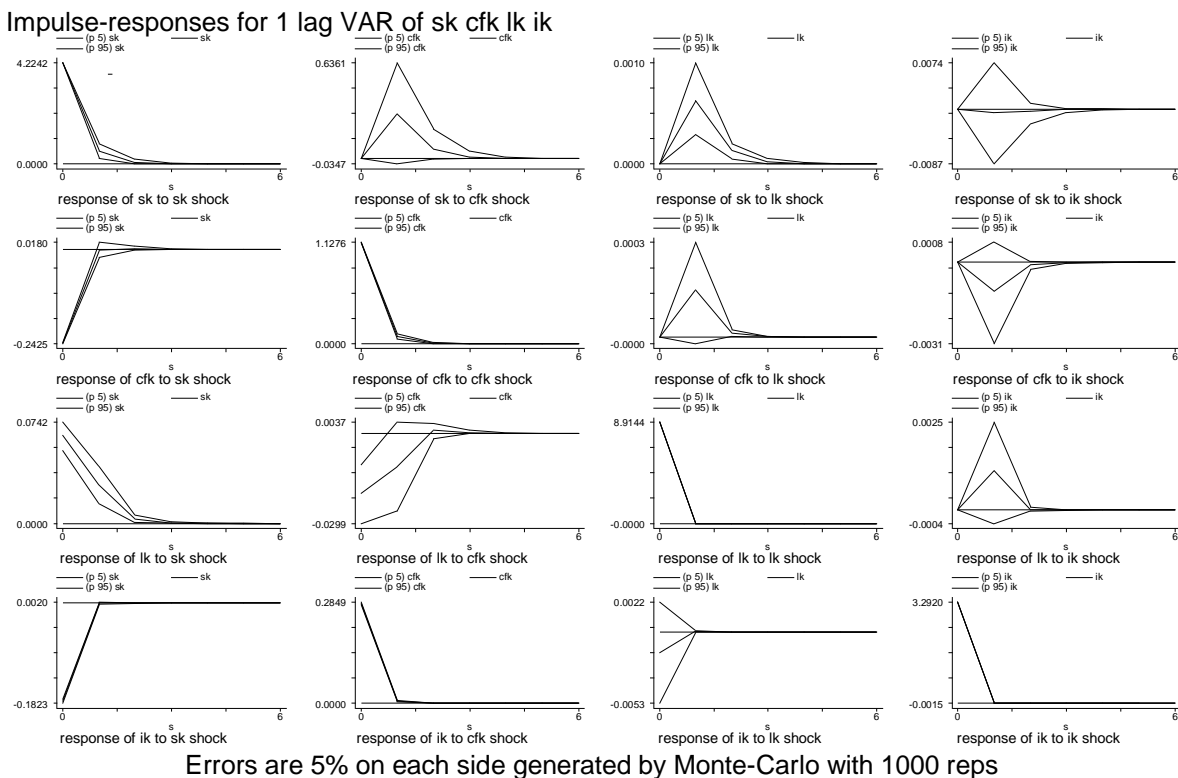 Impulse-responses for 1 lag VAR of sk cfk lk ik
(p 5) sk sk
(p 95) sk
4.2242
0.0000
0 6
s
response of sk to sk shock
(p 5) cfk cfk
(p 95) cfk
0.6361
-0.0347
0 6
s
response of sk to cfk shock
(p 5) lk lk
(p 95) lk
0.0010
0.0000
0 6
s
response of sk to lk shock
(p 5) ik ik
(p 95) ik
0.0074
-0.0087
0 6
s
response of sk to ik shock
(p 5) sk sk
(p 95) sk
0.0180
-0.2425
0 6
s
response of cfk to sk shock
(p 5) cfk cfk
(p 95) cfk
1.1276
0.0000
0 6
s
response of cfk to cfk shock
(p 5) lk lk
(p 95) lk
0.0003
-0.0000
0 6
s
response of cfk to lk shock
(p 5) ik ik
(p 95) ik
0.0008
-0.0031
0 6
s
response of cfk to ik shock
(p 5) sk sk
(p 95) sk
0.0742
0.0000
0 6
s
response of lk to sk shock
(p 5) cfk cfk
(p 95) cfk
0.0037
-0.0299
0 6
s
response of lk to cfk shock
(p 5) lk lk
(p 95) lk
8.9144
-0.0000
0 6
s
response of lk to lk shock
(p 5) ik ik
(p 95) ik
0.0025
-0.0004
0 6
s
response of lk to ik shock
(p 5) sk sk
(p 95) sk
0.0020
-0.1823
0 6
s
response of ik to sk shock
(p 5) cfk cfk
(p 95) cfk
0.2849
0.0000
0 6
s
response of ik to cfk shock
(p 5) lk lk
(p 95) lk
0.0022
-0.0053
0 6
s
response of ik to lk shock
(p 5) ik ik
(p 95) ik
3.2920
-0.0015
0 6
s
response of ik to ik shock
Errors are 5% on each side generated by Monte-Carlo with 1000 reps